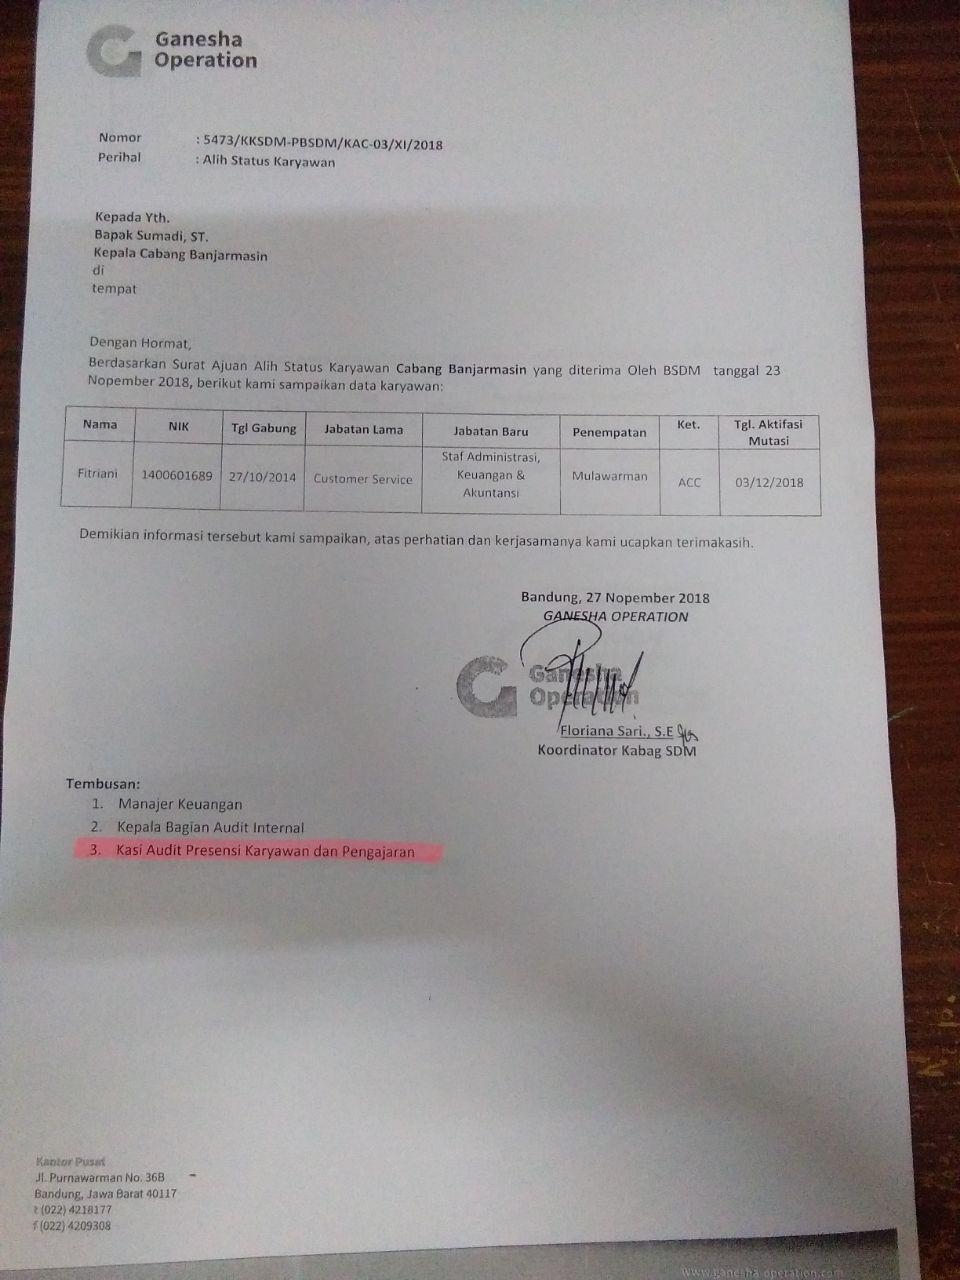 Ganesha
Operation
Nomor : 5473/KKSDM-PBSDM/KAC-03/XI/2018
Perihal : Alih Status Karyawan
Kepada Yth.
Bapak Sumadi, ST.
Kepala Cabang Banjarmasin
di
tempat
Dengan Hormat,
Berdasarkan Surat Ajuan Alih Status Karyawan Cabang Banjarmasin yang diterima Oleh BSDM tanggal 23
Nopember 2018, berikut kami sampaikan data karyawan:
Nama NIK Tgl Gabung Jabatan Lama Jabatan Baru Penempatan Ket. Tgl. Aktifasi Mutasi
Fitriani 1400601689 27/10/2014 Customer Service Staf Administrasi, Keuangan & Akuntansi Mulawarman ACC 03/12/2018
Demikian informasi tersebut kami sampaikan, atas perhatian dan kerjasamanya kami ucapkan terimakasih.
Bandung, 27 Nopember 2018
GANESHA OPERATION
Ganesha
Operation
Floriana Sari., S.E
Koordinator Kabag SDM
Tembusan:
1. Manajer Keuangan
2. Kepala Bagian Audit Internal
3. Kasi Audit Presensi Karyawan dan Pengajaran
Kantor Pusat
Jl. Purnawarman No. 36B
Bandung, Jawa Barat 40117
t (022) 4218177
f (022) 4209308
www.ganesha-operation.com